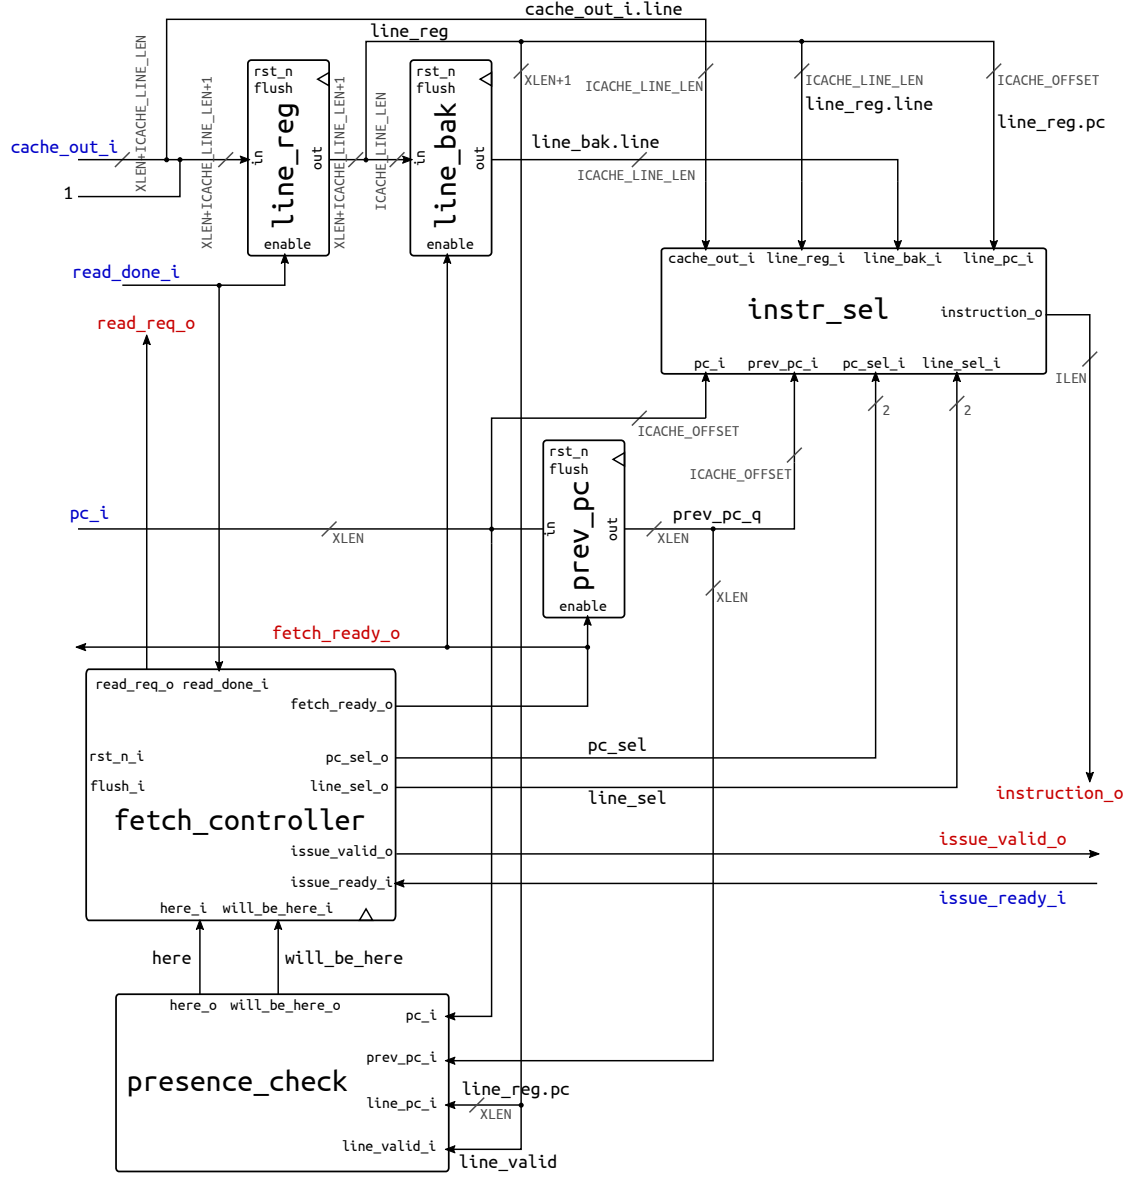 cache_out_i.line
line_reg
XLEN+ICACHE_LINE_LEN
XLEN+ICACHE_LINE_LEN+1
XLEN+ICACHE_LINE_LEN+1
ICACHE_LINE_LEN
rst_n
flush
line_reg
in
out
enable
rst_n
flush
line_bak
in
out
enable
XLEN+1
ICACHE_LINE_LEN
ICACHE_LINE_LEN
line_reg.line
ICACHE_OFFSET
line_reg.pc
cache_out_i
1
line_bak.line
ICACHE_LINE_LEN
read_done_i
read_req_o
cache_out_i line_reg_i line_bak_i line_pc_i
instr_sel
instruction_o
pc_i prev_pc_i pc_sel_i line_sel_i
ILEN
2
2
ICACHE_OFFSET
ICACHE_OFFSET
rst_n
flush
prev_pc
in
out
enable
pc_i
XLEN
prev_pc_q
XLEN
XLEN
fetch_ready_o
read_req_o read_done_i
fetch_ready_o
rst_n_i
pc_sel_o
flush_i
line_sel_o
fetch_controller
issue_valid_o
issue_ready_i
here_i will_be_here_i
pc_sel
line_sel
instruction_o
issue_valid_o
issue_ready_i
here
will_be_here
here_o will_be_here_o
pc_i
prev_pc_i
presence_check
line_pc_i
line_valid_i
line_reg.pc
XLEN
line_valid